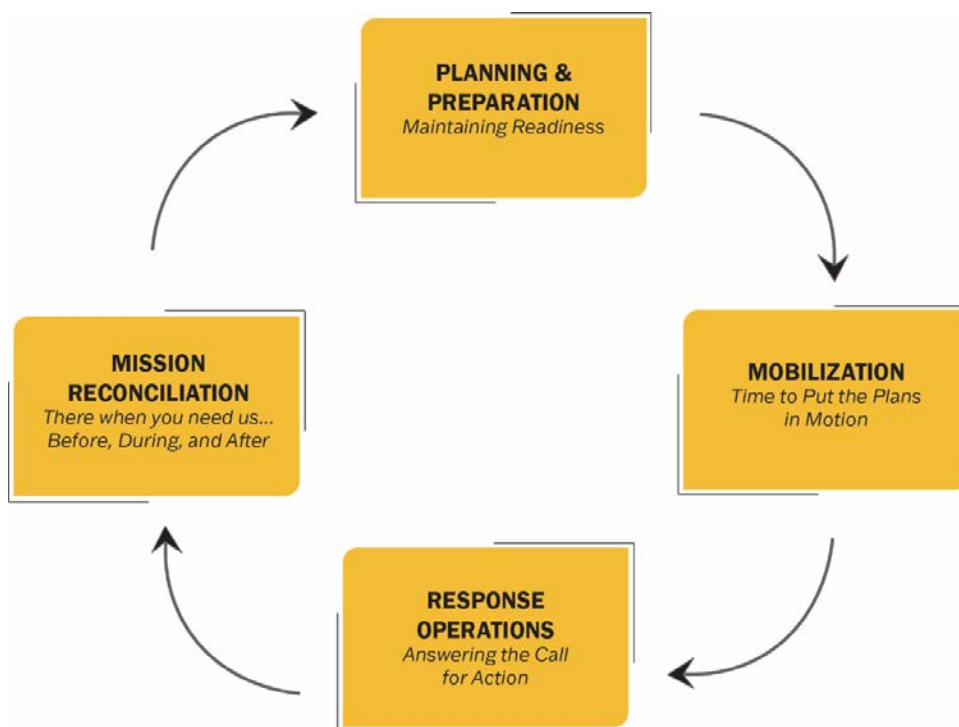 PLANNING &
PREPARATION
Maintaining Readiness
MOBILIZATION
Time to Put the Plans
in Motion
RESPONSE
OPERATIONS
Answering the Call
for Action
MISSION
RECONCILIATION
There when you need us...
Before, During, and After